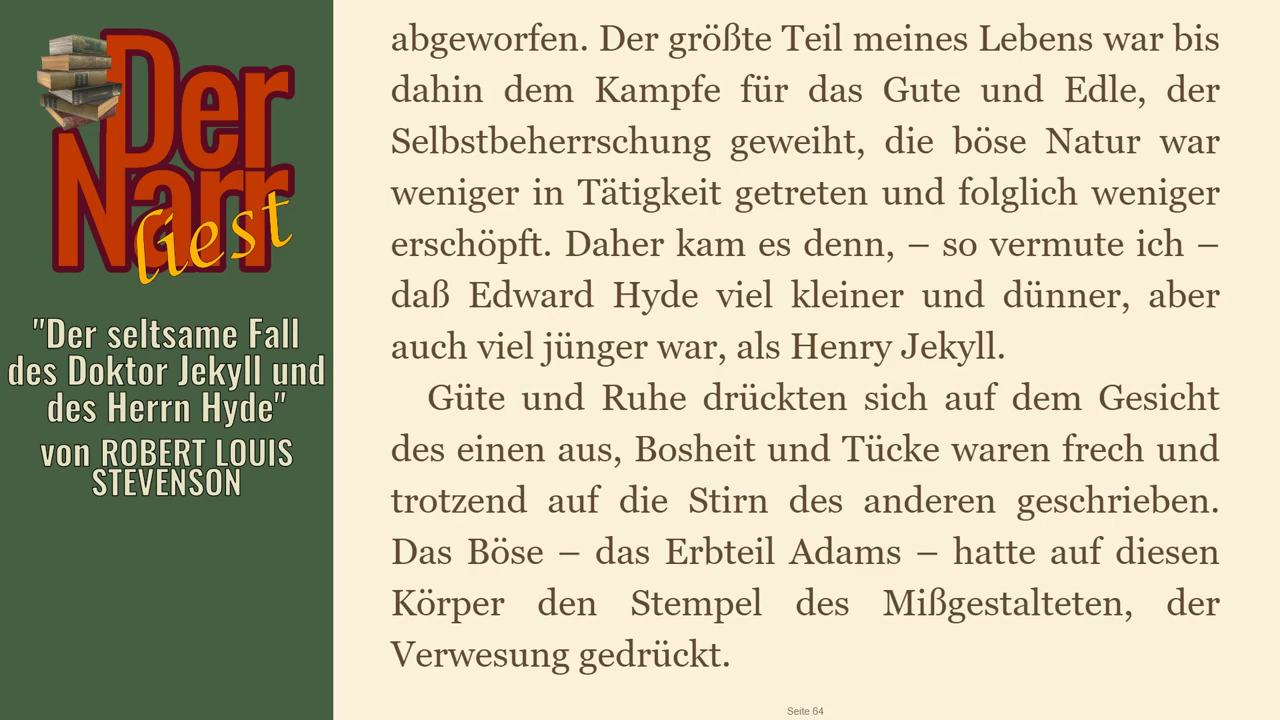 Der
Narr
liest
"Der seltsame Fall
des Doktor Jekyll und
des Herrn Hyde"
von ROBERT LOUIS
STEVENSON
abgeworfen. Der größte Teil meines Lebens war bis
dahin dem Kampfe für das Gute und Edle, der
Selbstbeherrschung geweiht, die böse Natur war
weniger in Tätigkeit getreten und folglich weniger
erschöpft. Daher kam es denn, – so vermute ich –
daß Edward Hyde viel kleiner und dünner, aber
auch viel jünger war, als Henry Jekyll.
Güte und Ruhe drückten sich auf dem Gesicht
des einen aus, Bosheit und Tücke waren frech und
trotzend auf die Stirn des anderen geschrieben.
Das Böse – das Erbteil Adams – hatte auf diesen
Körper den Stempel des Mißgestalteten, der
Verwesung gedrückt.
Seite 64